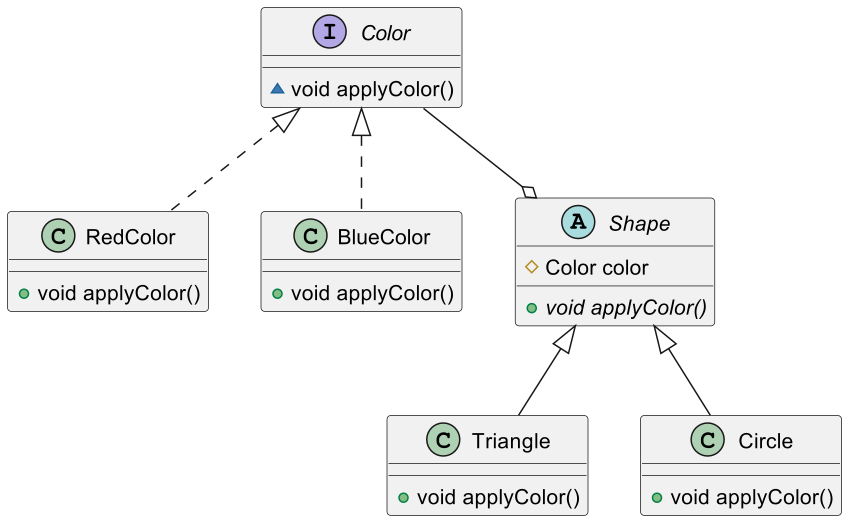 I Color
void applyColor()
C RedColor
void applyColor()
C BlueColor
void applyColor()
A Shape
Color color
void applyColor()
C Triangle
void applyColor()
C Circle
void applyColor()